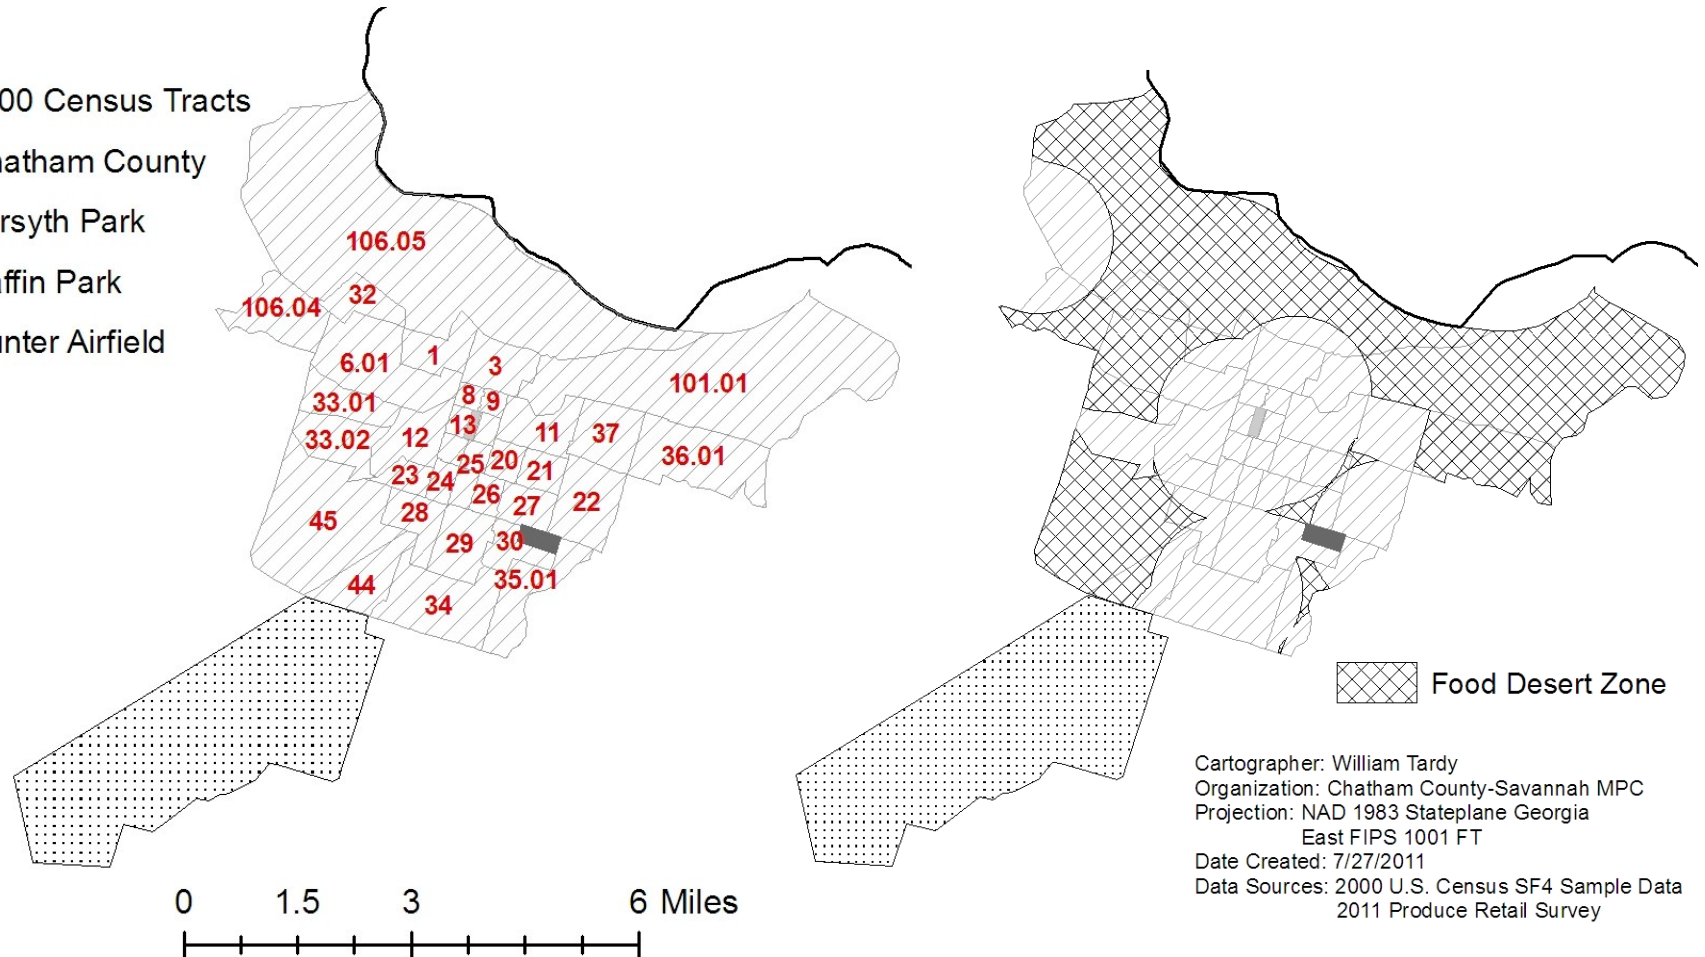 00 Census Tracts
hatham County
rsyth Park
affin Park
unter Airfield
106.05
106.04
32
6.01
1
3
101.01
33.01
8
9
33.02
12
13
11
37
36.01
23
24
25
20
21
26
27
22
45
28
29
30
44
34
35.01
0 1.5 3 6 Miles
Food Desert Zone
Cartographer: William Tardy
Organization: Chatham County-Savannah MPC
Projection: NAD 1983 Stateplane Georgia
East FIPS 1001 FT
Date Created: 7/27/2011
Data Sources: 2000 U.S. Census SF4 Sample Data
2011 Produce Retail Survey